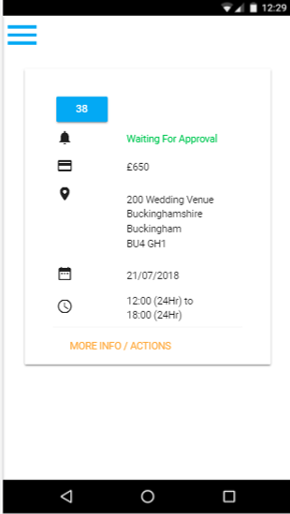 12:29
38
Waiting For Approval
£650
200 Wedding Venue
Buckinghamshire
Buckingham
BU4 GH1
21/07/2018
12:00 (24Hr) to
18:00 (24Hr)
MORE INFO / ACTIONS